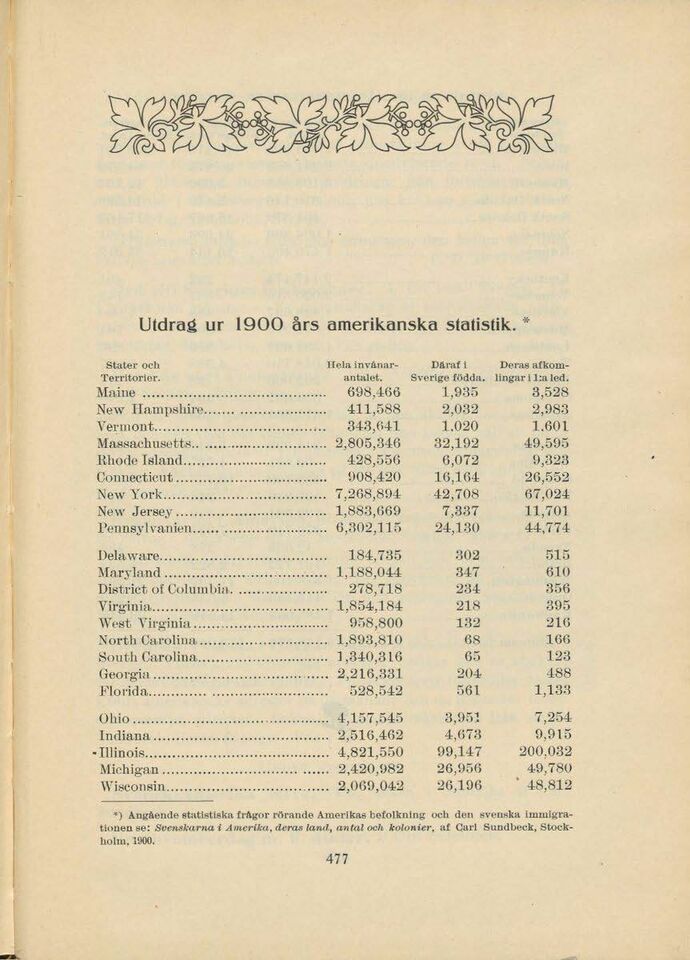 Utdrag ur 1900 års amerikanska statistik. *
Stater och Territorier. Hela invånar-antalet. Däraf i Sverige födda. Deras afkom-lingar i 1:a led.
Maine 698,466 1,935 3,528
New Hampshire 411,588 2,032 2,983
Vermont 343,641 1.020 1,601
Massachusetts 2,805,346 32,192 49,595
Rhode Island 428,556 6,072 9,323
Connecticut 908,420 16,164 26,552
New York 7,268,894 42,708 67,024
New Jersey 1,883,669 7,337 11,701
Pennsylvanien 6,302,115 24,130 44,774
Delaware 184,735 302 515
Maryland 1,188,044 347 610
District of Columbia 278,718 234 356
Virginia 1,854,184 218 395
West Virginia 958,800 132 216
North Carolina 1,893,810 68 166
South Carolina 1,340,316 65 123
Georgia 2,216,331 204 488
Florida 528,542 561 1,133
Ohio 4,157,545 3,951 7,254
Indiana 2,516,462 4,673 9,915
Illinois 4,821,550 99,147 200,032
Michigan 2,420,982 26,956 49,780
Wisconsin 2,069,042 26,196 48,812
*) Angående statistiska frågor rörande Amerikas befolkning och den svenska immigra-
tionen se: Svenskarna i Amerika, deras land, antal och kolonier, af Carl Sundbeck, Stock-
holm, 1900.
477